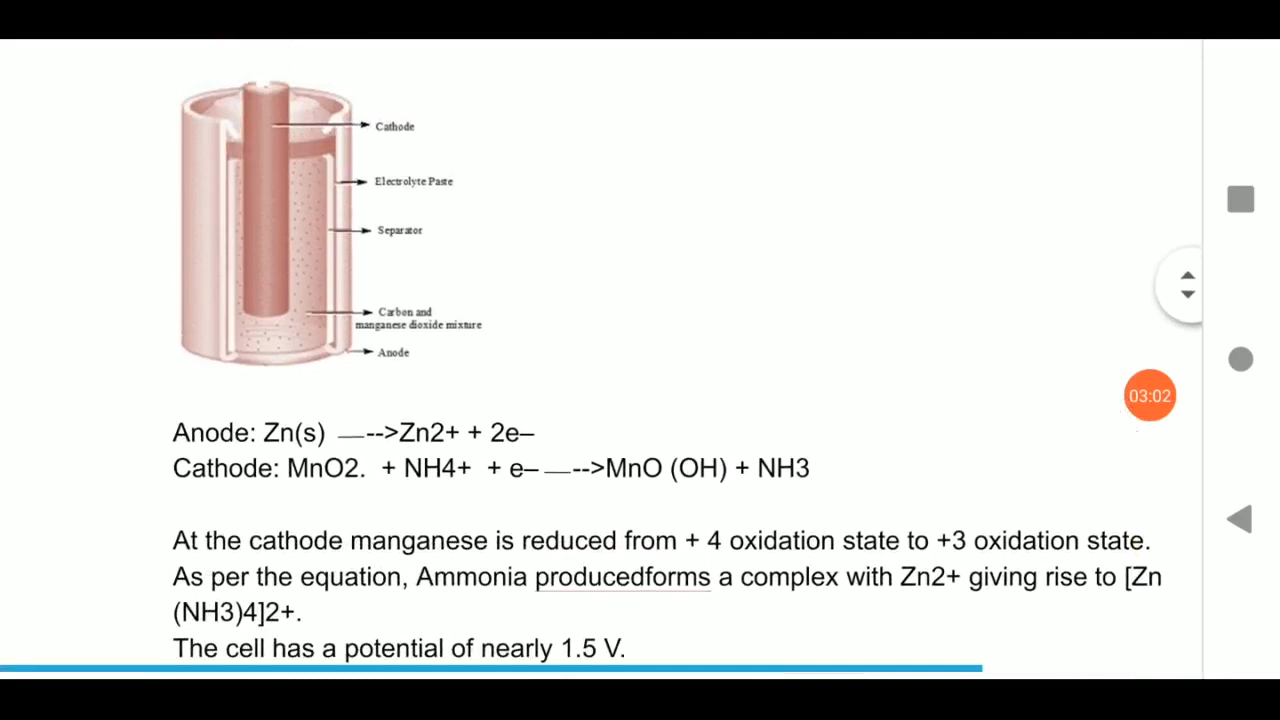 Cathode
Electrolyte Paste
Separator
Carbon and
manganese dioxide mixture
Anode
03:02
Anode: Zn(s) —-->Zn2+ + 2e–
Cathode: MnO2. + NH4+ + e– —-->MnO (OH) + NH3
At the cathode manganese is reduced from + 4 oxidation state to +3 oxidation state.
As per the equation, Ammonia producedforms a complex with Zn2+ giving rise to [Zn
(NH3)4]2+.
The cell has a potential of nearly 1.5 V.